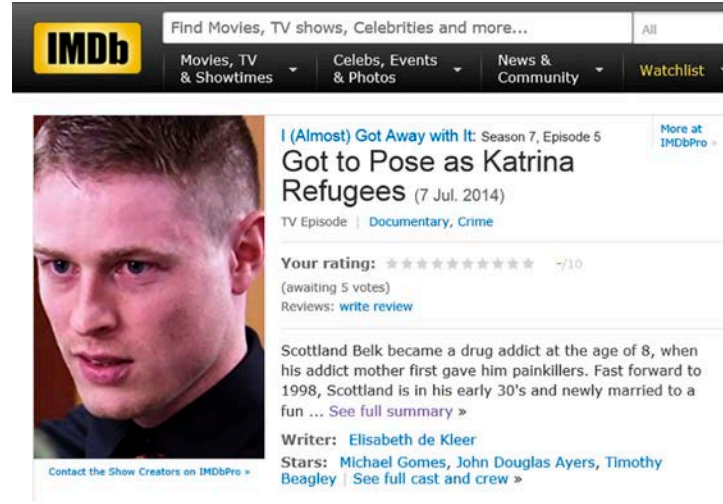 IMDb
Find Movies, TV shows, Celebrities and more...
All
Movies, TV
& Showtimes
Celebs, Events
& Photos
News &
Community
Watchlist
I (Almost) Got Away with It: Season 7, Episode 5
More at
IMDbPro »
Got to Pose as Katrina
Refugees (7 Jul. 2014)
TV Episode | Documentary, Crime
Your rating: -/10
(awaiting 5 votes)
Reviews: write review
Scottland Belk became a drug addict at the age of 8, when
his addict mother first gave him painkillers. Fast forward to
1998, Scottland is in his early 30's and newly married to a
fun ... See full summary »
Writer: Elisabeth de Kleer
Stars: Michael Gomes, John Douglas Ayers, Timothy
Beagley | See full cast and crew »
Contact the Show Creators on IMDbPro »